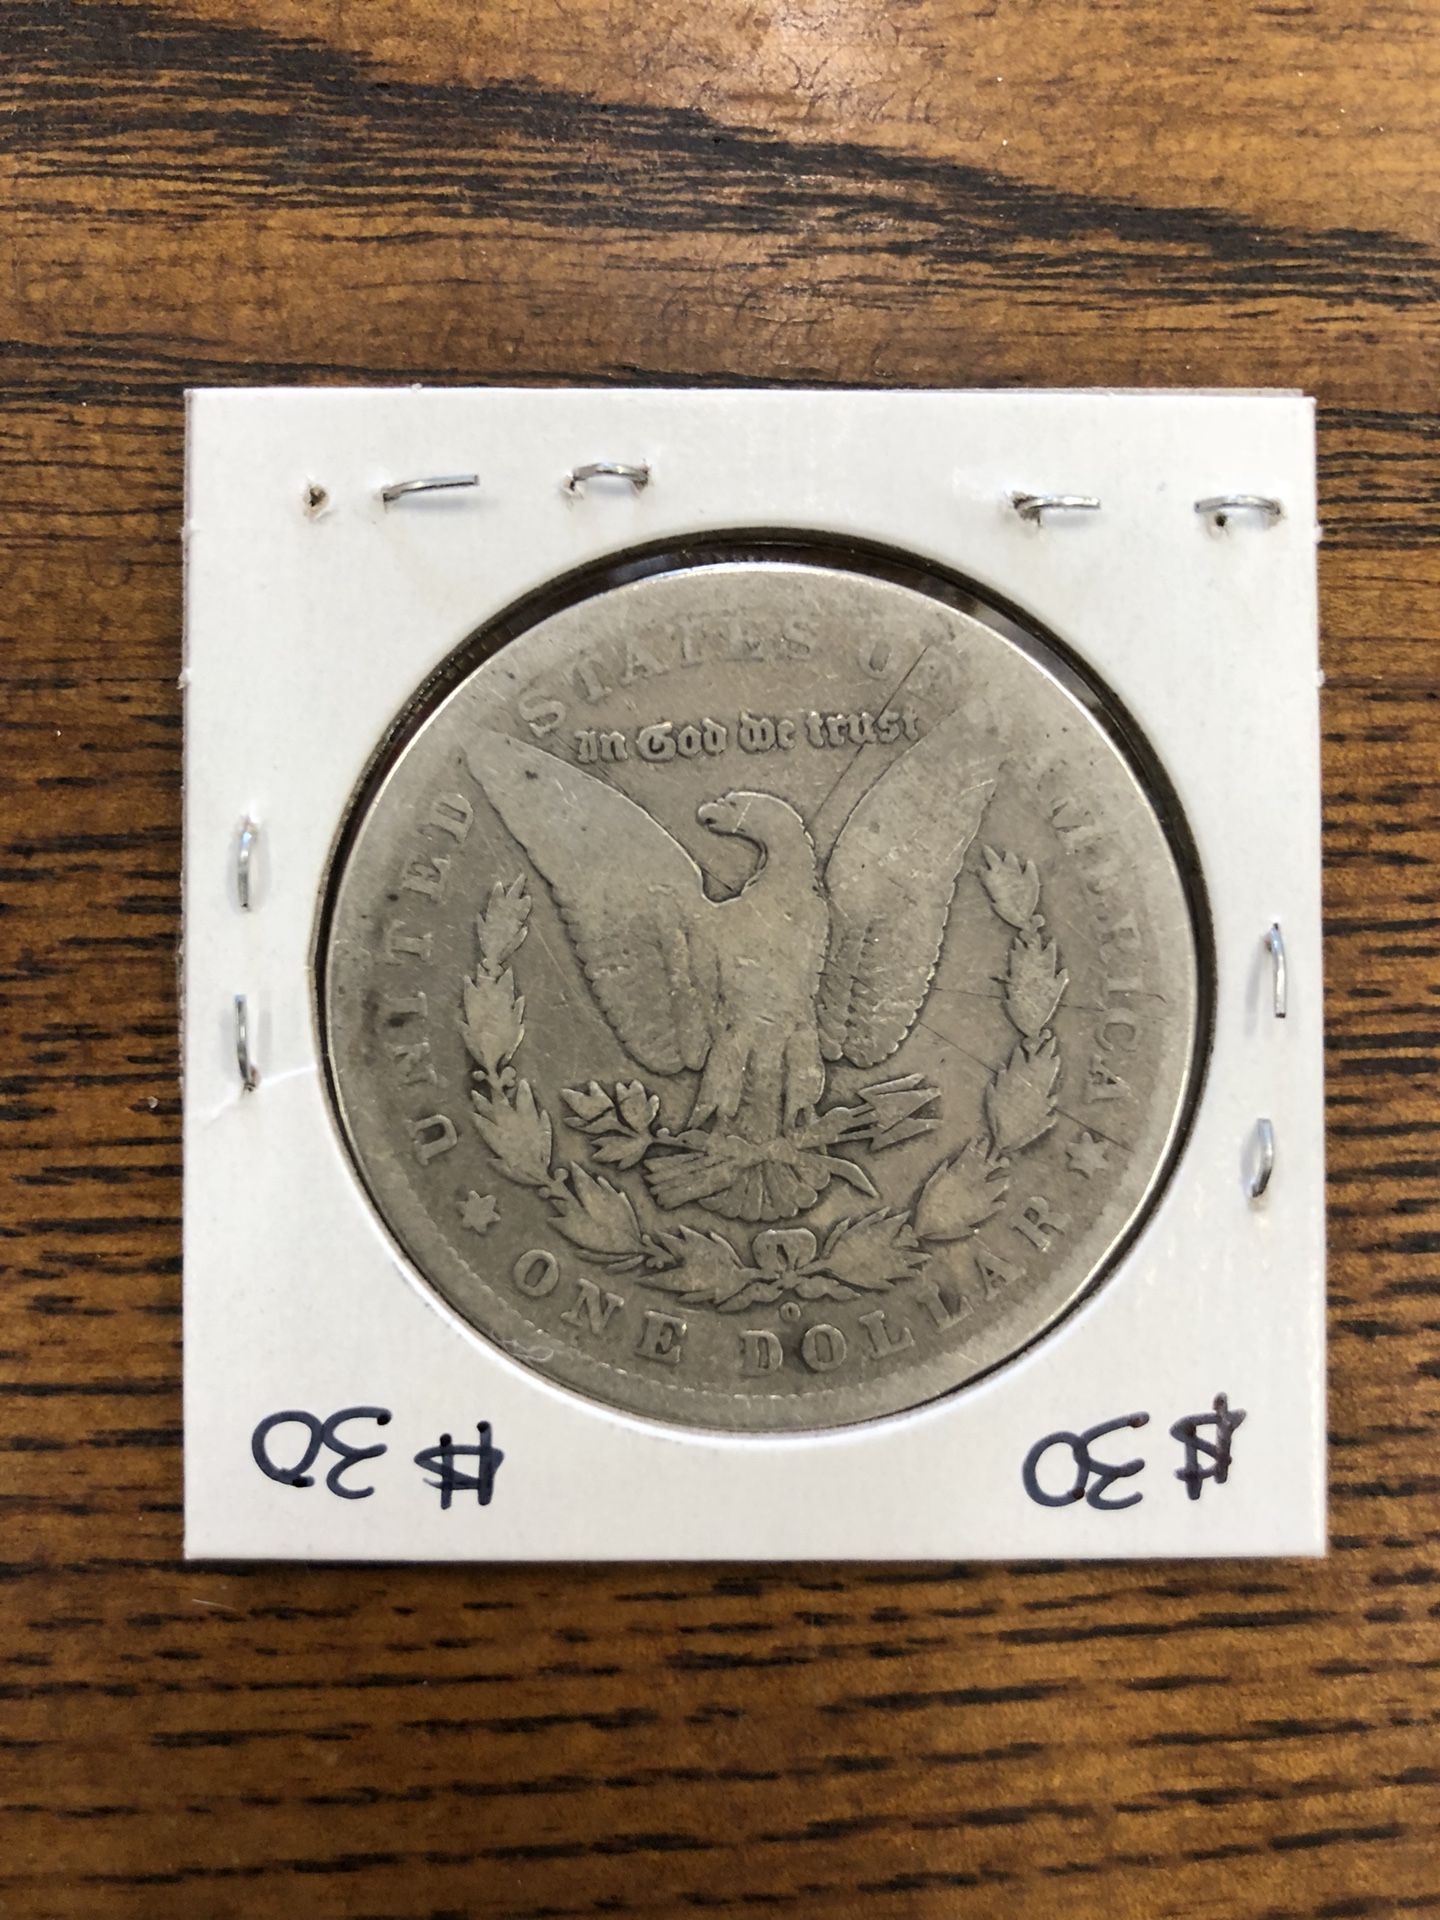 UNITED STATES OF AMERICA
In God We Trust
O
ONE DOLLAR
$30
$30